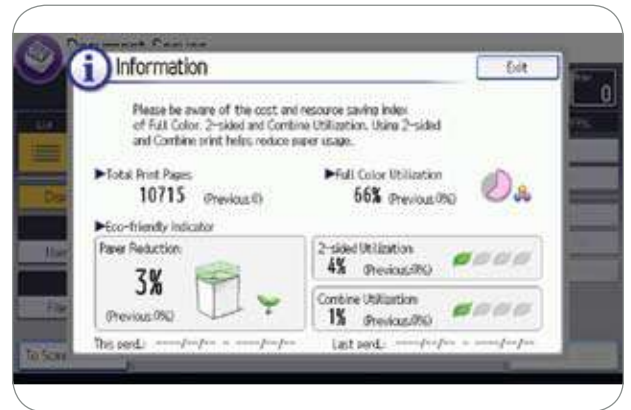 Document Server
Information
Exit
0
Please be aware of the cost and resource saving index
of Full Color, 2-sided and Combine Utilization. Using 2-sided
and Combine print helps reduce paper usage.
▶Total Print Pages
10715 (Previous:0)
▶Full Color Utilization
66% (Previous:0%)
▶Eco-friendly Indicator
Paper Reduction:
3%
(Previous:0%)
2-sided Utilization:
4% (Previous:0%)
Combine Utilization:
1% (Previous:0%)
This perd.: ----/--/-- - ----/--/--
Last perd.: ----/--/-- - ----/--/--